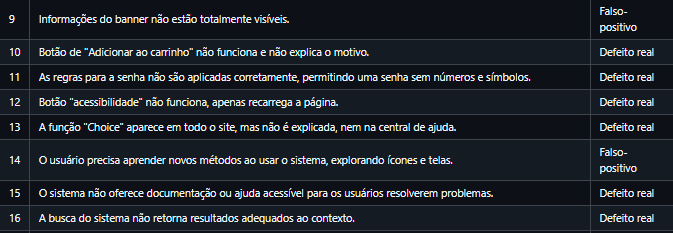 9 Informações do banner não estão totalmente visíveis. Falso-
positivo
10 Botão de "Adicionar ao carrinho" não funciona e não explica o motivo. Defeito real
11 As regras para a senha não são aplicadas corretamente, permitindo uma senha sem números e símbolos. Defeito real
12 Botão "acessibilidade" não funciona, apenas recarrega a página. Defeito real
13 A função "Choice" aparece em todo o site, mas não é explicada, nem na central de ajuda. Defeito real
14 O usuário precisa aprender novos métodos ao usar o sistema, explorando ícones e telas. Falso-
positivo
15 O sistema não oferece documentação ou ajuda acessível para os usuários resolverem problemas. Defeito real
16 A busca do sistema não retorna resultados adequados ao contexto. Defeito real